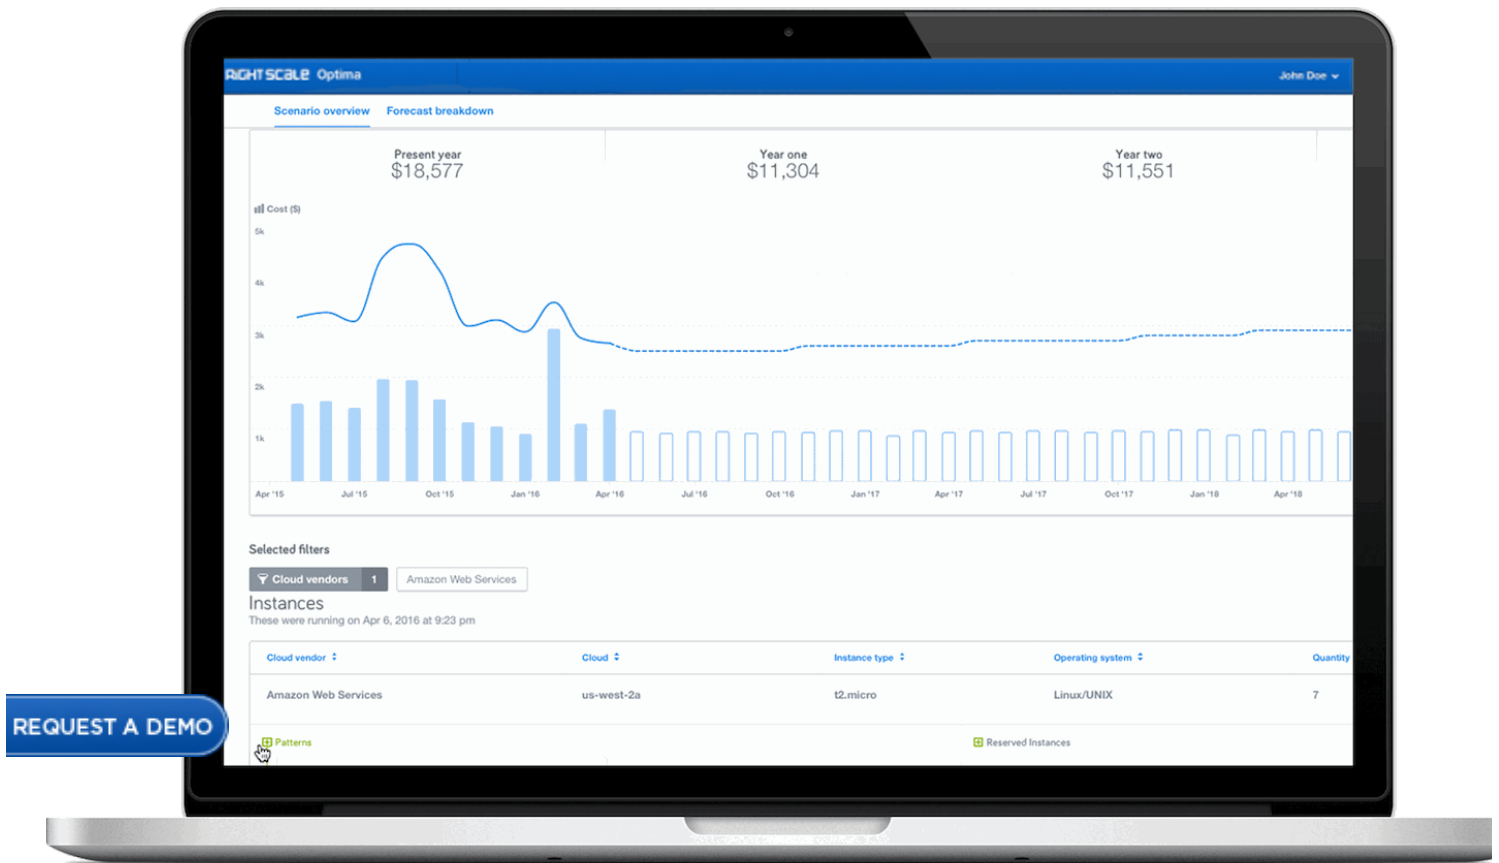 RIGHTSCALE Optima
John Doe
Scenario overview Forecast breakdown
Present year Year one Year two
$18,577 $11,304 $11,551
Cost ($)
5k
4k
3k
2k
1k
Apr '15 Jul '15 Oct '15 Jan '16 Apr '16 Jul '16 Oct '16 Jan '17 Apr '17 Jul '17 Oct '17 Jan '18 Apr '18
Selected filters
Cloud vendors 1 Amazon Web Services
Instances
These were running on Apr 6, 2016 at 9:23 pm
Cloud vendor Cloud Instance type Operating system Quantity
Amazon Web Services us-west-2a t2.micro Linux/UNIX 7
REQUEST A DEMO
Patterns Reserved Instances